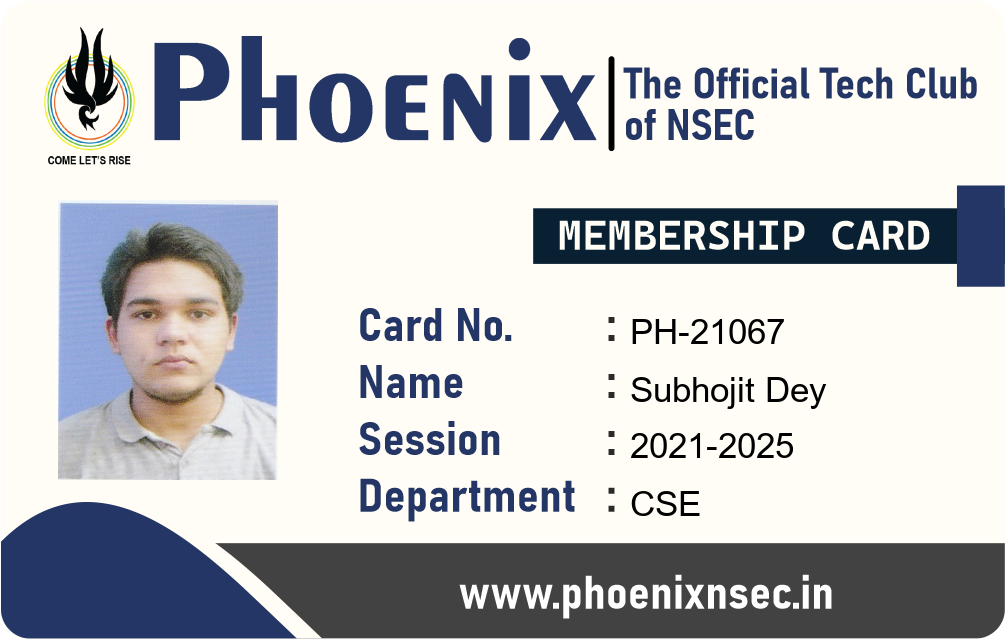 COME LET'S RISE
PHOENIX
The Official Tech Club
of NSEC
MEMBERSHIP CARD
Card No. : PH-21067
Name : Subhojit Dey
Session : 2021-2025
Department : CSE
www.phoenixnsec.in